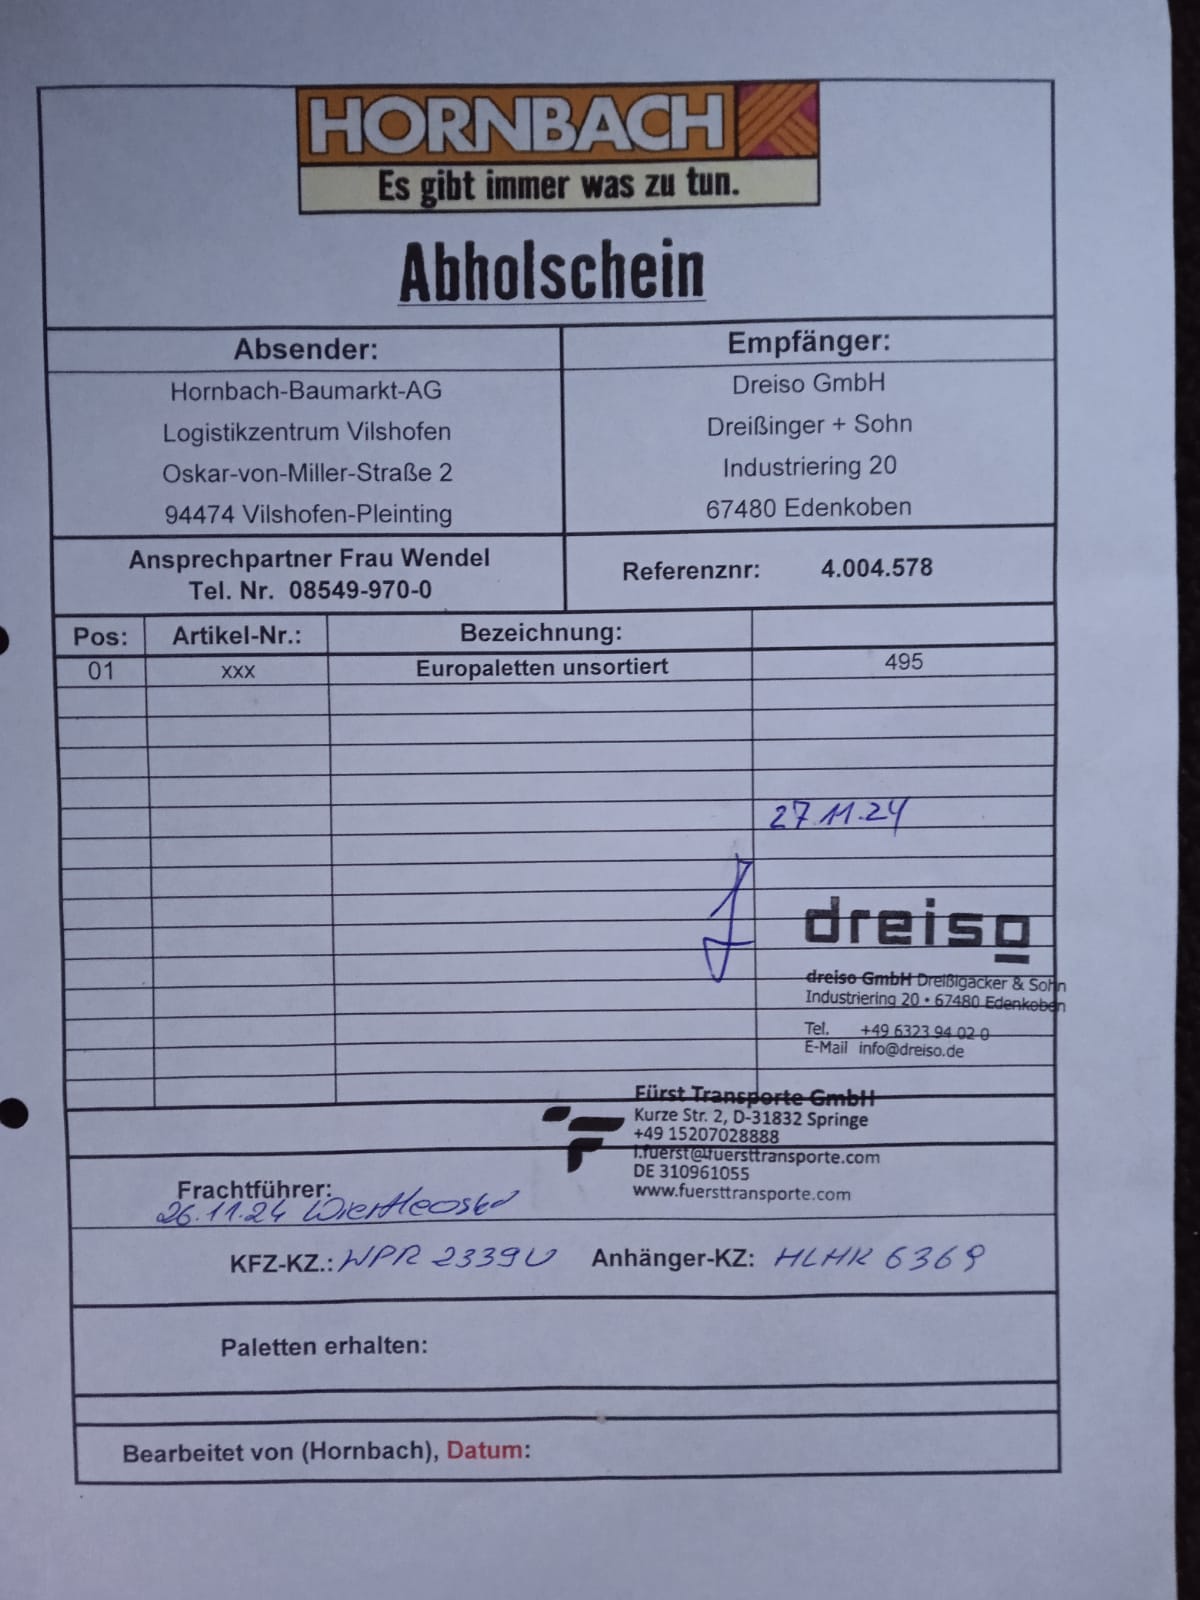 HORNBACH
Es gibt immer was zu tun.
Abholschein
Absender:
Hornbach-Baumarkt-AG
Logistikzentrum Vilshofen
Oskar-von-Miller-Straße 2
94474 Vilshofen-Pleinting
Empfänger:
Dreiso GmbH
Dreißinger + Sohn
Industriering 20
67480 Edenkoben
Ansprechpartner Frau Wendel
Tel. Nr. 08549-970-0
Referenznr: 4.004.578
Pos: Artikel-Nr.: Bezeichnung:
01 xxx Europaletten unsortiert 495
27.11.24
dreiso
dreiso GmbH Dreißigacker & Sohn
Industriering 20 • 67480 Edenkoben
Tel. +49 6323 94 02 0
E-Mail info@dreiso.de
Fürst Transporte GmbH
Kurze Str. 2, D-31832 Springe
+49 15207028888
l.fuerst@fuersttransporte.com
DE 310961055
www.fuersttransporte.com
Frachtführer:
26.11.24
KFZ-KZ.: WPR 2339U Anhänger-KZ: HLHK 6369
Paletten erhalten:
Bearbeitet von (Hornbach), Datum: